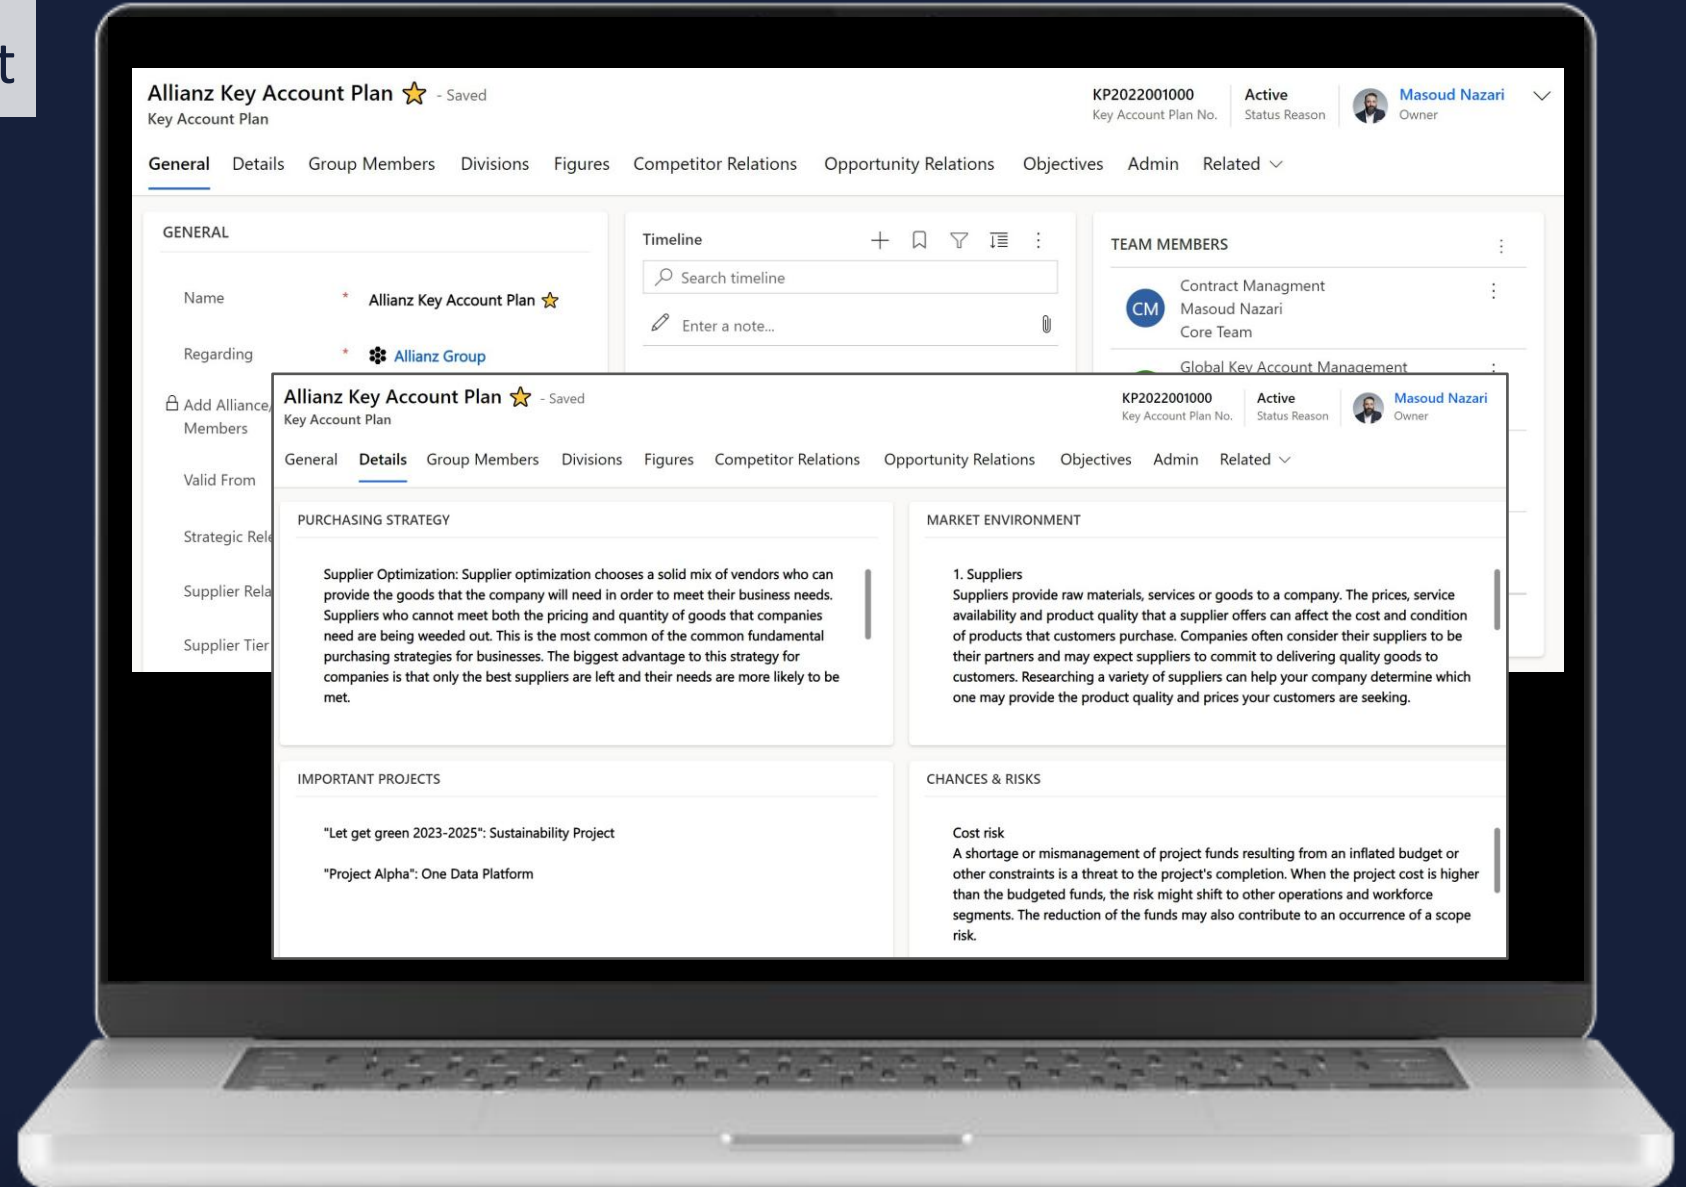 t
Allianz Key Account Plan - Saved
Key Account Plan
KP2022001000
Key Account Plan No.
Active
Status Reason
Masoud Nazari
Owner
General Details Group Members Divisions Figures Competitor Relations Opportunity Relations Objectives Admin Related
GENERAL
Name * Allianz Key Account Plan
Regarding * Allianz Group
Add Alliance/
Members
Valid From
Strategic Rele
Supplier Rela
Supplier Tier
Timeline
Search timeline
Enter a note...
TEAM MEMBERS
CM
Contract Managment
Masoud Nazari
Core Team
Global Key Account Management
Allianz Key Account Plan - Saved
Key Account Plan
KP2022001000
Key Account Plan No.
Active
Status Reason
Masoud Nazari
Owner
General Details Group Members Divisions Figures Competitor Relations Opportunity Relations Objectives Admin Related
PURCHASING STRATEGY
Supplier Optimization: Supplier optimization chooses a solid mix of vendors who can
provide the goods that the company will need in order to meet their business needs.
Suppliers who cannot meet both the pricing and quantity of goods that companies
need are being weeded out. This is the most common of the common fundamental
purchasing strategies for businesses. The biggest advantage to this strategy for
companies is that only the best suppliers are left and their needs are more likely to be
met.
MARKET ENVIRONMENT
1. Suppliers
Suppliers provide raw materials, services or goods to a company. The prices, service
availability and product quality that a supplier offers can affect the cost and condition
of products that customers purchase. Companies often consider their suppliers to be
their partners and may expect suppliers to commit to delivering quality goods to
customers. Researching a variety of suppliers can help your company determine which
one may provide the product quality and prices your customers are seeking.
IMPORTANT PROJECTS
"Let get green 2023-2025": Sustainability Project
"Project Alpha": One Data Platform
CHANCES & RISKS
Cost risk
A shortage or mismanagement of project funds resulting from an inflated budget or
other constraints is a threat to the project's completion. When the project cost is higher
than the budgeted funds, the risk might shift to other operations and workforce
segments. The reduction of the funds may also contribute to an occurrence of a scope
risk.